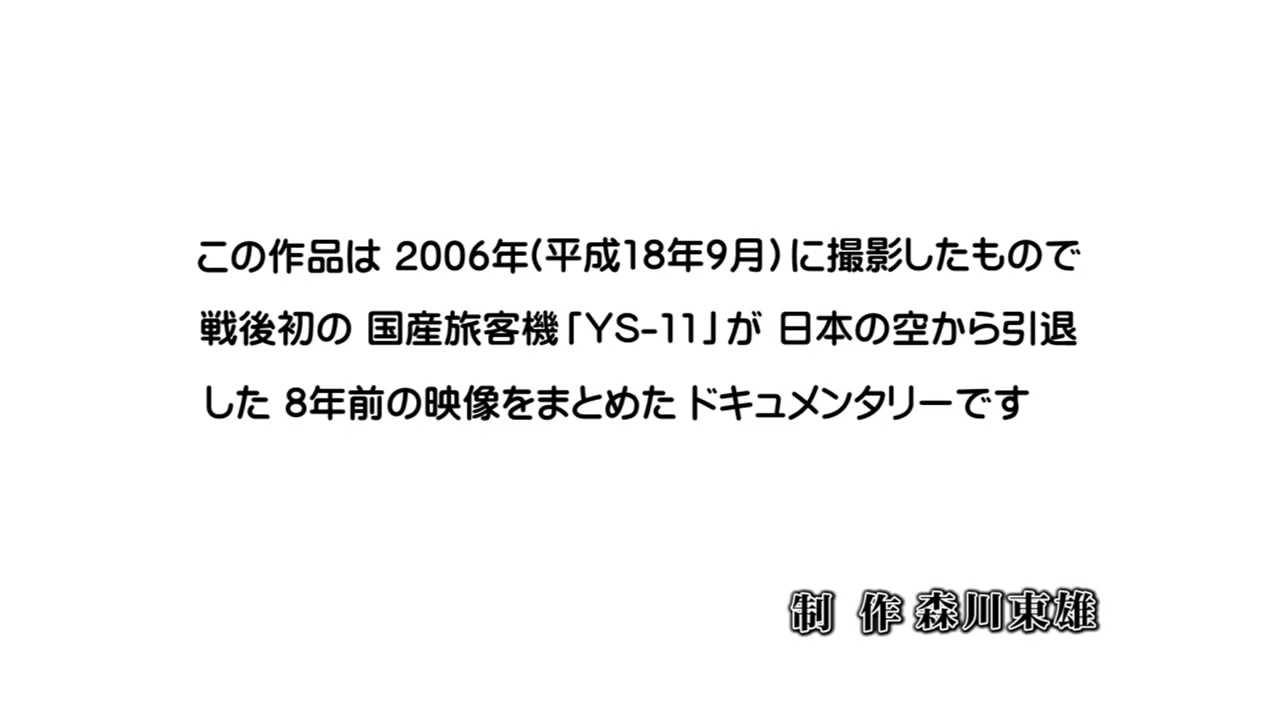 この作品は 2006年(平成18年9月)に撮影したもので
戦後初の 国産旅客機「YS-11」が 日本の空から引退
した 8年前の映像をまとめた ドキュメンタリーです
制 作 森川東雄